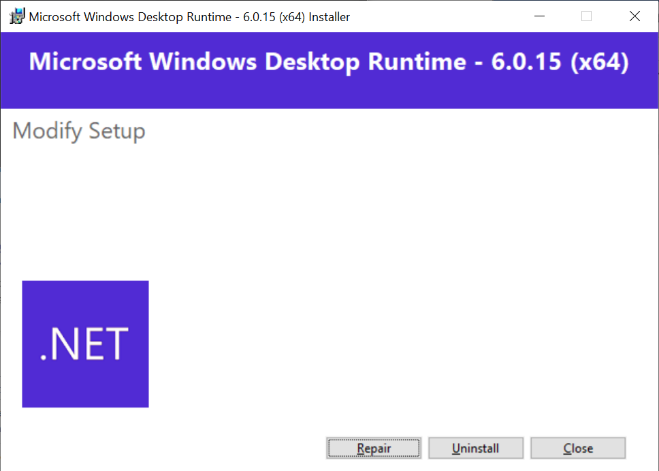 Microsoft Windows Desktop Runtime - 6.0.15 (x64) Installer
Microsoft Windows Desktop Runtime - 6.0.15 (x64)
Modify Setup
.NET
Repair Uninstall Close